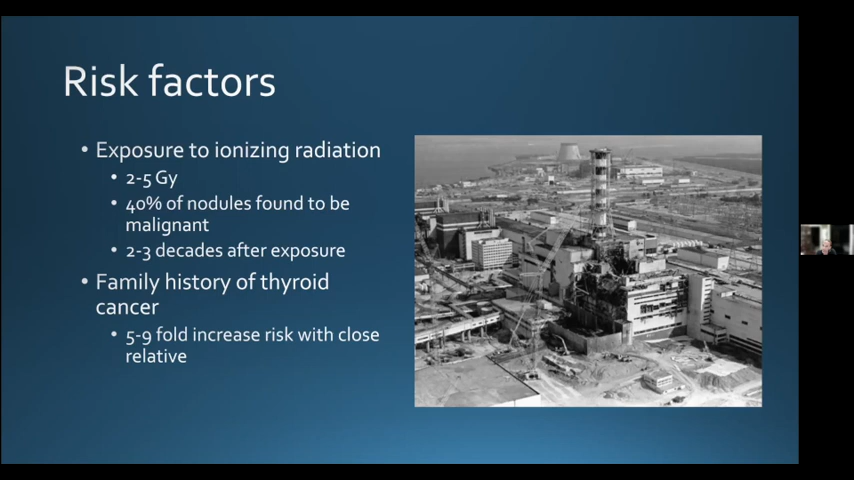 Risk factors
• Exposure to ionizing radiation
• 2-5 Gy
• 40% of nodules found to be
malignant
• 2-3 decades after exposure
• Family history of thyroid
cancer
• 5-9 fold increase risk with close
relative